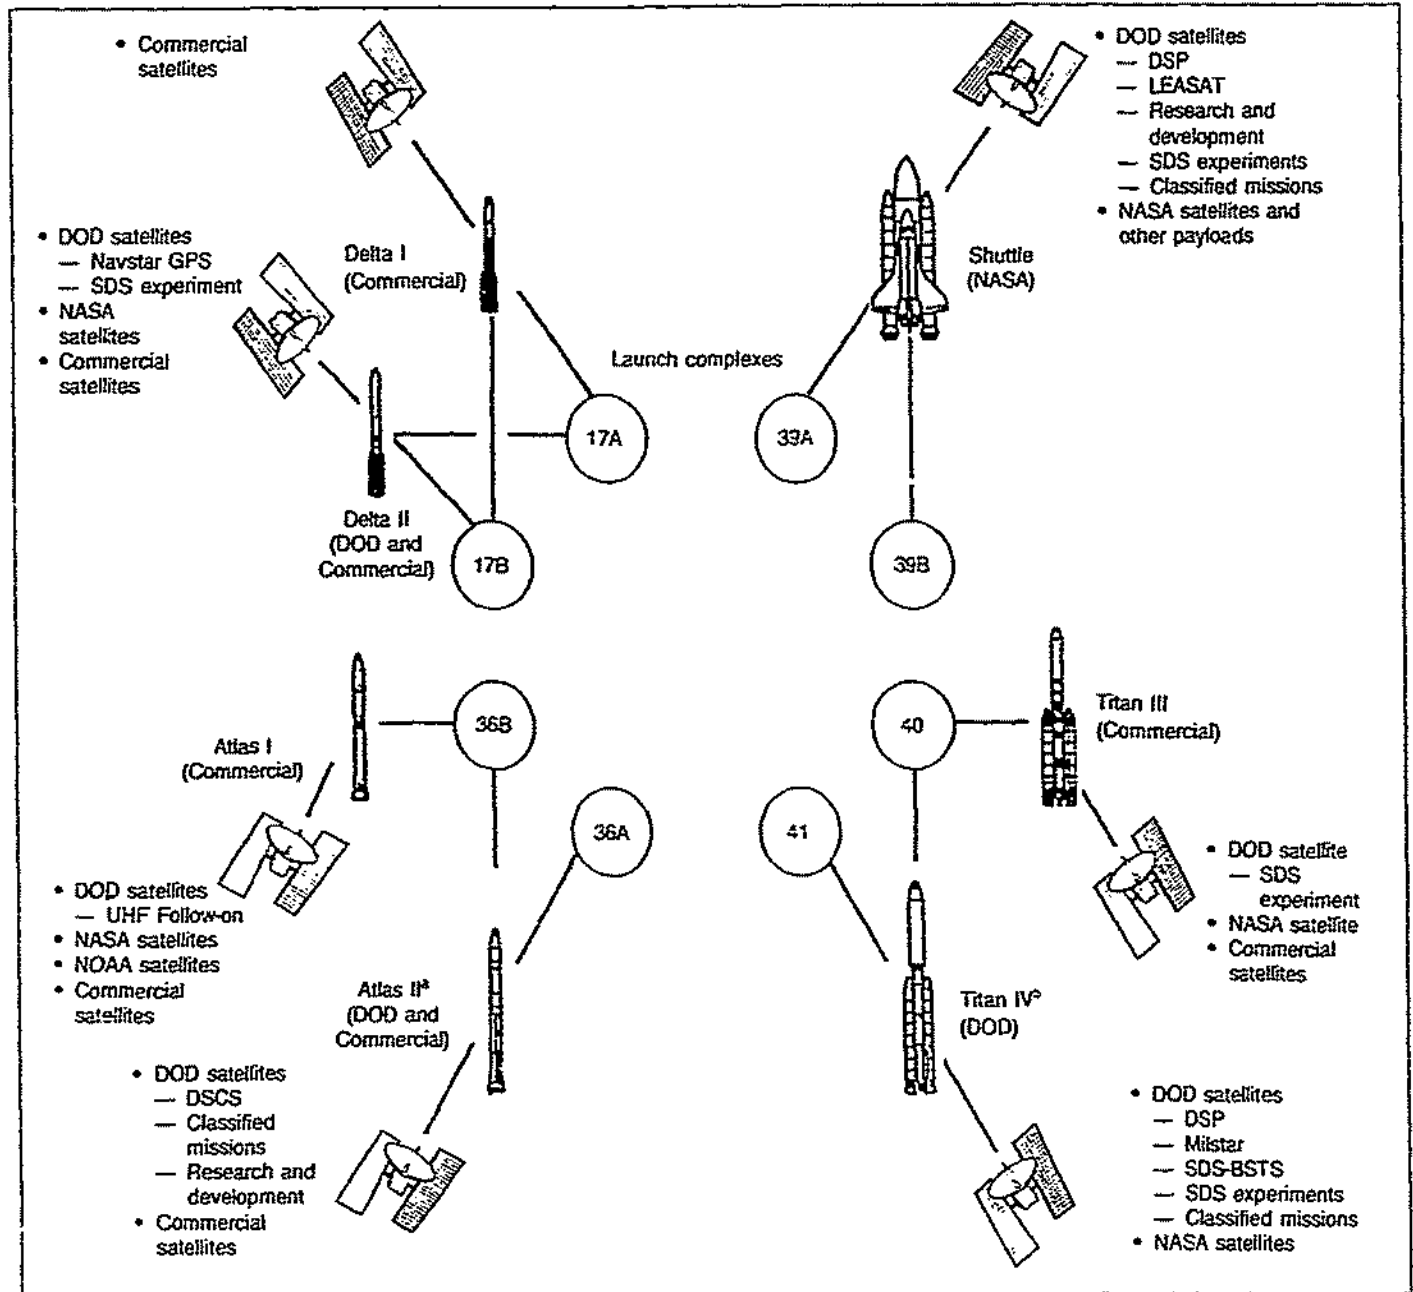 • Commercial
satellites
• DOD satellites
— DSP
— LEASAT
— Research and
development
— SDS experiments
— Classified missions
• NASA satellites and
other payloads
• DOD satellites
— Navstar GPS
— SDS experiment
• NASA
satellites
• Commercial
satellites
Delta I
(Commercial)
Shuttle
(NASA)
Launch complexes
17A
39A
Delta II
(DOD and
Commercial)
17B
39B
Atlas I
(Commercial)
36B
40
Titan III
(Commercial)
36A
41
• DOD satellites
— UHF Follow-on
• NASA satellites
• NOAA satellites
• Commercial
satellites
• DOD satellite
— SDS
experiment
• NASA satellite
• Commercial
satellites
Atlas IIª
(DOD and
Commercial)
Titan IV
(DOD)
• DOD satellites
— DSCS
— Classified
missions
— Research and
development
• Commercial
satellites
• DOD satellites
— DSP
— Milstar
— SDS-BSTS
— SDS experiments
— Classified missions
• NASA satellites